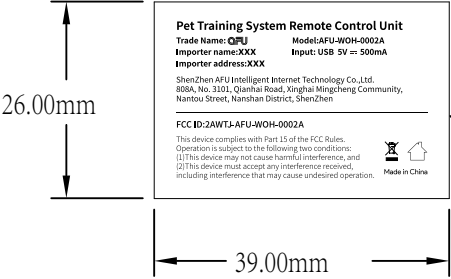 Pet Training System Remote Control Unit
Trade Name: AFU Model:AFU-WOH-0002A
Importer name:XXX Input: USB 5V ⎓ 500mA
Importer address:XXX
ShenZhen AFU Intelligent Internet Technology Co.,Ltd.
808A, No. 3101, Qianhai Road, Xinghai Mingcheng Community,
Nantou Street, Nanshan District, ShenZhen
FCC ID:2AWTJ-AFU-WOH-0002A
This device complies with Part 15 of the FCC Rules.
Operation is subject to the following two conditions:
(1)This device may not cause harmful interference, and
(2)This device must accept any interference received,
including interference that may cause undesired operation.
Made in China
26.00mm
39.00mm